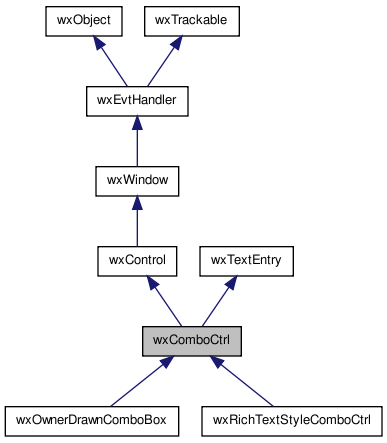 wxObject
wxTrackable
wxEvtHandler
wxWindow
wxControl
wxTextEntry
wxComboCtrl
wxOwnerDrawnComboBox
wxRichTextStyleComboCtrl